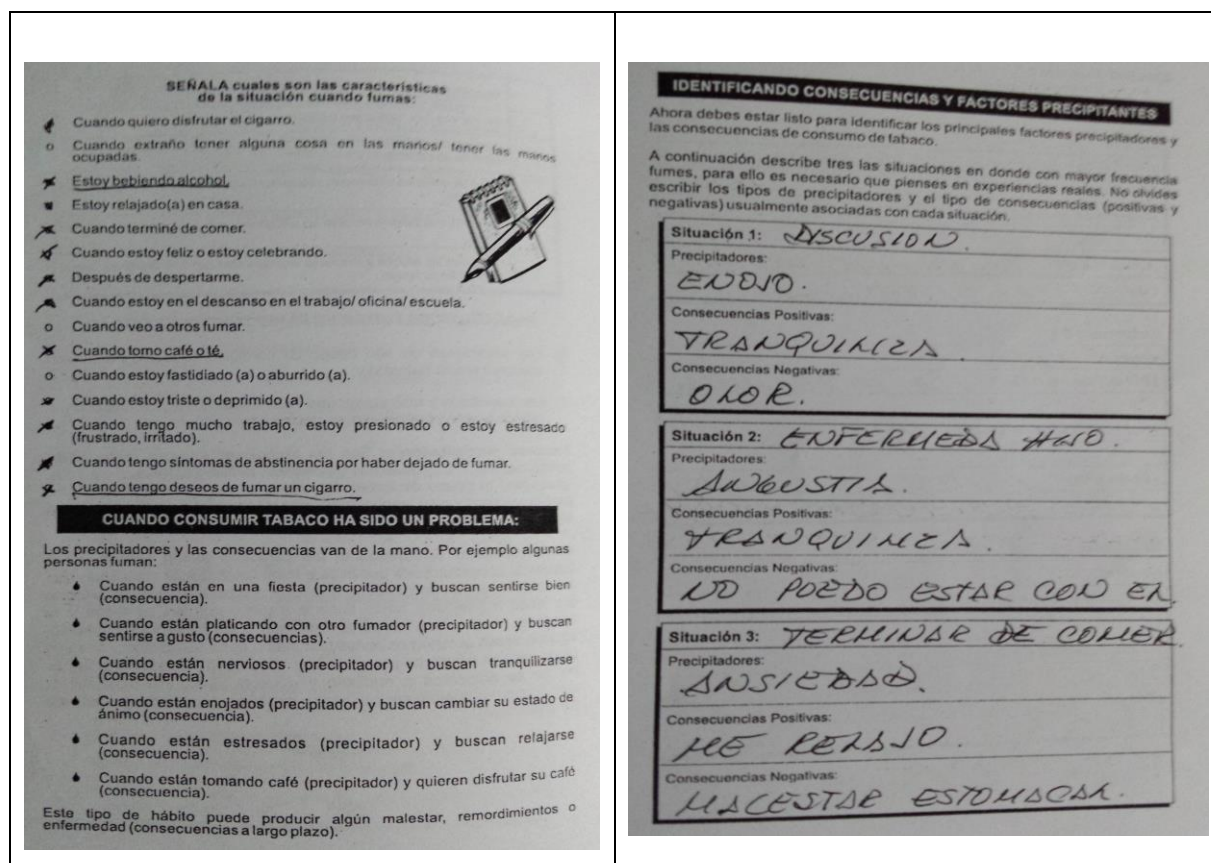 SEÑALA cuales son las características
de la situación cuando fumas:
Cuando quiero disfrutar el cigarro.
o Cuando extraño tener alguna cosa en las manos/ tener las manos
ocupadas.
Estoy bebiendo alcohol.
Estoy relajado(a) en casa.
Cuando terminé de comer.
Cuando estoy feliz o estoy celebrando.
Después de despertarme.
Cuando estoy en el descanso en el trabajo/ oficina/ escuela.
o Cuando veo a otros fumar.
Cuando tomo café o té.
o Cuando estoy fastidiado (a) o aburrido (a).
Cuando estoy triste o deprimido (a).
Cuando tengo mucho trabajo, estoy presionado o estoy estresado
(frustrado, irritado).
Cuando tengo síntomas de abstinencia por haber dejado de fumar.
Cuando tengo deseos de fumar un cigarro.
CUANDO CONSUMIR TABACO HA SIDO UN PROBLEMA:
Los precipitadores y las consecuencias van de la mano. Por ejemplo algunas
personas fuman:
Cuando están en una fiesta (precipitador) y buscan sentirse bien
(consecuencia).
Cuando están platicando con otro fumador (precipitador) y buscan
sentirse a gusto (consecuencias).
Cuando están nerviosos (precipitador) y buscan tranquilizarse
(consecuencia).
Cuando están enojados (precipitador) y buscan cambiar su estado de
ánimo (consecuencia).
Cuando están estresados (precipitador) y buscan relajarse
(consecuencia).
Cuando están tomando café (precipitador) y quieren disfrutar su café
(consecuencia).
Este tipo de hábito puede producir algún malestar, remordimientos o
enfermedad (consecuencias a largo plazo).
IDENTIFICANDO CONSECUENCIAS Y FACTORES PRECIPITANTES
Ahora debes estar listo para identificar los principales factores precipitadores y
las consecuencias de consumo de tabaco.
A continuación describe tres las situaciones en donde con mayor frecuencia
fumes, para ello es necesario que pienses en experiencias reales. No olvides
escribir los tipos de precipitadores y el tipo de consecuencias (positivas y
negativas) usualmente asociadas con cada situación.
Situación 1: DISCUSION.
Precipitadores:
ENOJO.
Consecuencias Positivas:
TRANQUILIZA.
Consecuencias Negativas:
OLOR.
Situación 2: ENFERMEDA HIJO.
Precipitadores:
ANGUSTIA.
Consecuencias Positivas:
TRANQUILIZA.
Consecuencias Negativas:
NO PUEDO ESTAR CON EL
Situación 3: TERMINAR DE COMER.
Precipitadores:
ANSIEDAD.
Consecuencias Positivas:
ME RELAJO.
Consecuencias Negativas:
MALESTAR ESTOMACAL.